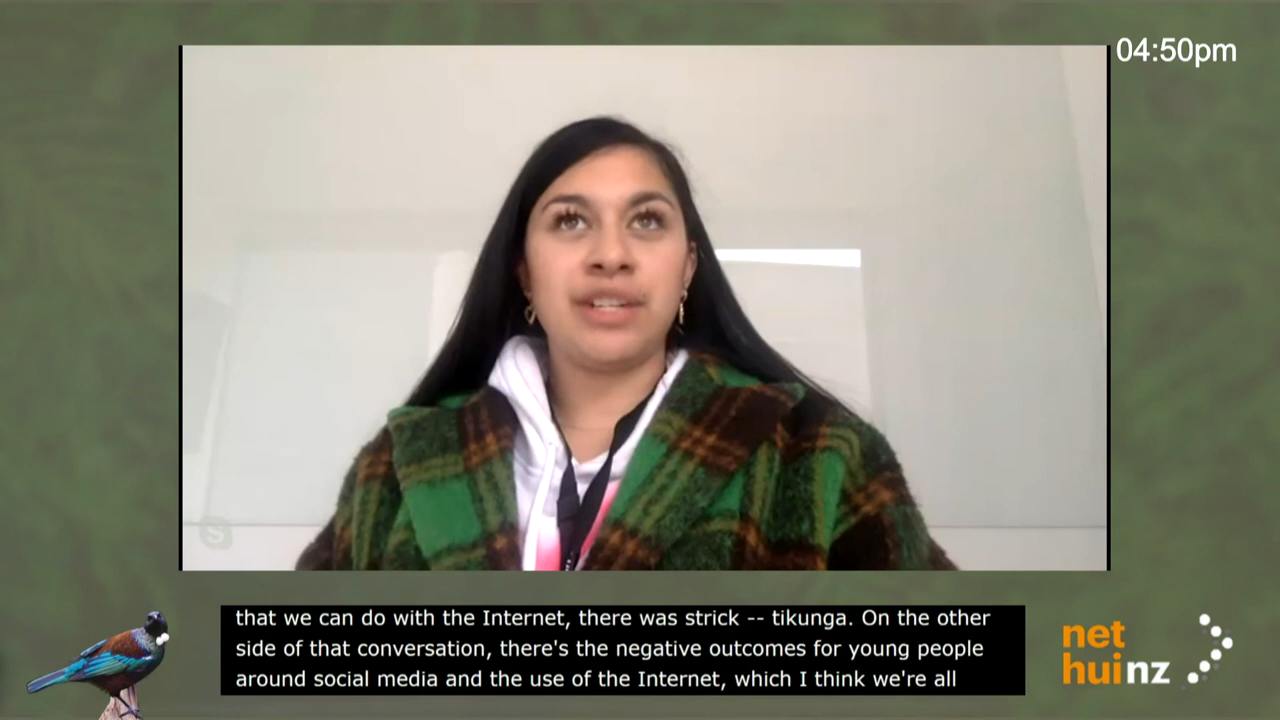 04:50pm
that we can do with the Internet, there was strick -- tikunga. On the other
side of that conversation, there's the negative outcomes for young people
around social media and the use of the Internet, which I think we're all
net
huinz